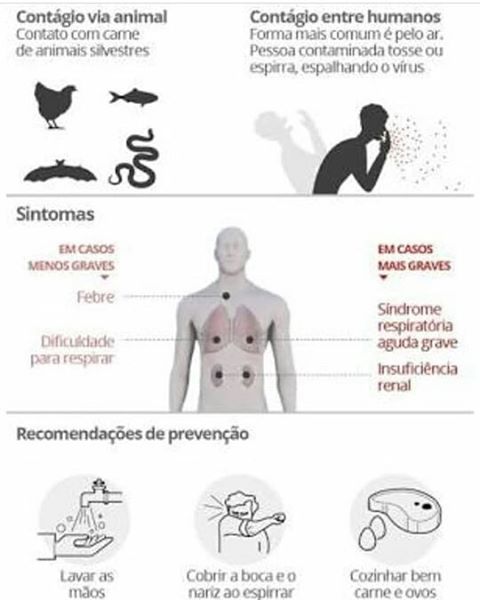 Contágio via animal
Contato com carne
de animais silvestres
Contágio entre humanos
Forma mais comum é pelo ar.
Pessoa contaminada tosse ou
espirra, espalhando o vírus
Sintomas
EM CASOS
MENOS GRAVES
Febre
Dificuldade
para respirar
EM CASOS
MAIS GRAVES
Síndrome
respiratória
aguda grave
Insuficiência
renal
Recomendações de prevenção
Lavar as
mãos
Cobrir a boca e o
nariz ao espirrar
Cozinhar bem
carne e ovos